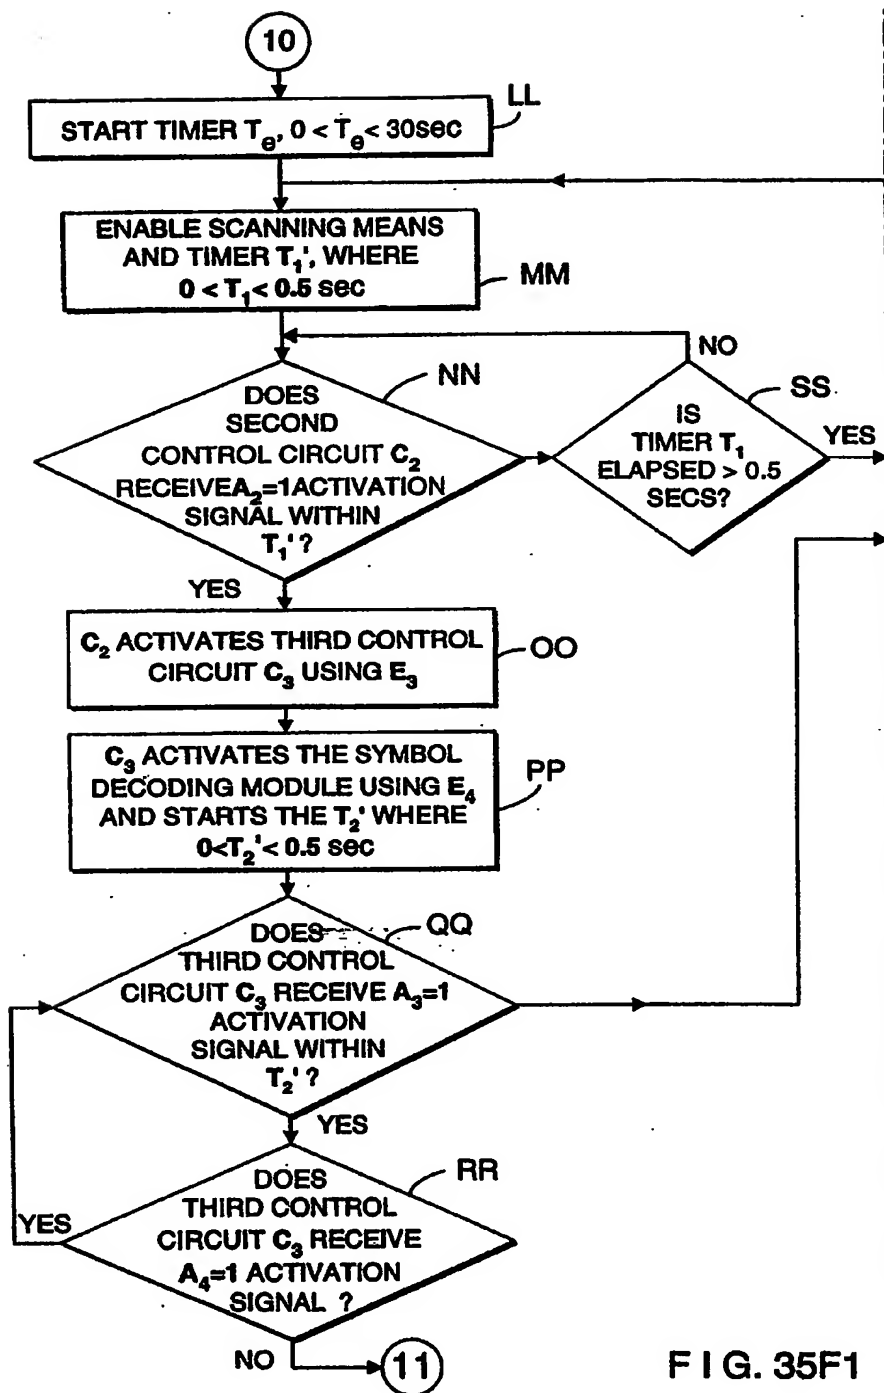 10
LL
START TIMER Tₑ, 0 < Tₑ < 30sec
ENABLE SCANNING MEANS
AND TIMER T₁', WHERE
0 < T₁ < 0.5 sec
MM
NO
NN
DOES
SECOND
CONTROL CIRCUIT C₂
RECEIVEA₂=1ACTIVATION
SIGNAL WITHIN
T₁' ?
SS
IS
TIMER T₁
ELAPSED > 0.5
SECS?
YES
YES
C₂ ACTIVATES THIRD CONTROL
CIRCUIT C₃ USING E₃
OO
C₃ ACTIVATES THE SYMBOL
DECODING MODULE USING E₄
AND STARTS THE T₂' WHERE
0<T₂'< 0.5 sec
PP
QQ
DOES
THIRD CONTROL
CIRCUIT C₃ RECEIVE A₃=1
ACTIVATION
SIGNAL WITHIN
T₂' ?
YES
RR
DOES
THIRD CONTROL
CIRCUIT C₃ RECEIVE
A₄=1 ACTIVATION
SIGNAL ?
YES
NO
11
FIG. 35F1